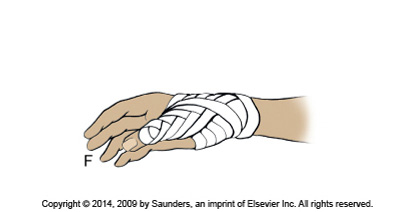 F
Copyright © 2014, 2009 by Saunders, an imprint of Elsevier Inc. All rights reserved.